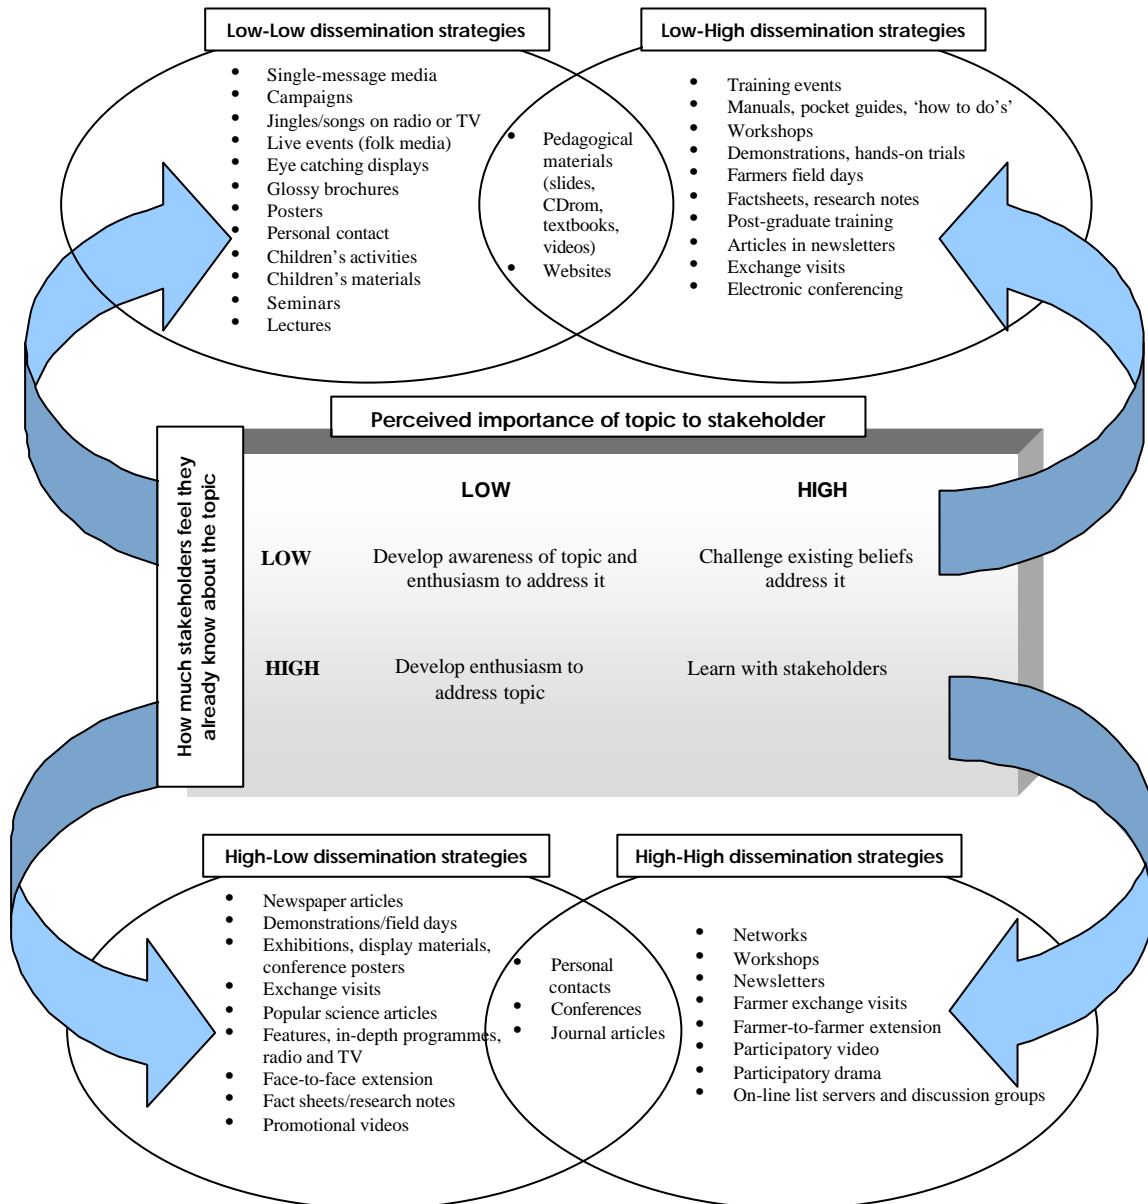 Low-Low dissemination strategies
• Single-message media
• Campaigns
• Jingles/songs on radio or TV
• Live events (folk media)
• Eye catching displays
• Glossy brochures
• Posters
• Personal contact
• Children’s activities
• Children’s materials
• Seminars
• Lectures
• Pedagogical
materials
(slides,
CDrom,
textbooks,
videos)
• Websites
Low-High dissemination strategies
• Training events
• Manuals, pocket guides, ‘how to do’s’
• Workshops
• Demonstrations, hands-on trials
• Farmers field days
• Factsheets, research notes
• Post-graduate training
• Articles in newsletters
• Exchange visits
• Electronic conferencing
Perceived importance of topic to stakeholder
How much stakeholders feel they
already know about the topic
LOW
HIGH
LOW
Develop awareness of topic and
enthusiasm to address it
Challenge existing beliefs
address it
HIGH
Develop enthusiasm to
address topic
Learn with stakeholders
High-Low dissemination strategies
• Newspaper articles
• Demonstrations/field days
• Exhibitions, display materials,
conference posters
• Exchange visits
• Popular science articles
• Features, in-depth programmes,
radio and TV
• Face-to-face extension
• Fact sheets/research notes
• Promotional videos
• Personal
contacts
• Conferences
• Journal articles
High-High dissemination strategies
• Networks
• Workshops
• Newsletters
• Farmer exchange visits
• Farmer-to-farmer extension
• Participatory video
• Participatory drama
• On-line list servers and discussion groups